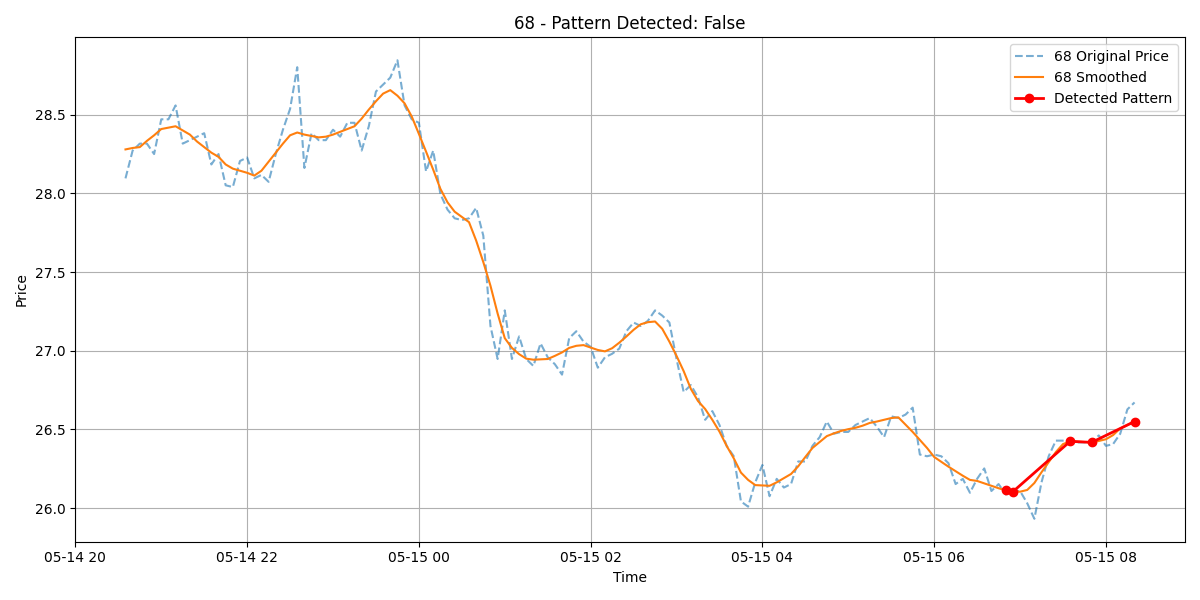 68 - Pattern Detected: False
68 Original Price
68 Smoothed
Detected Pattern
Price
28.5
28.0
27.5
27.0
26.5
26.0
05-14 20
05-14 22
05-15 00
05-15 02
05-15 04
05-15 06
05-15 08
Time